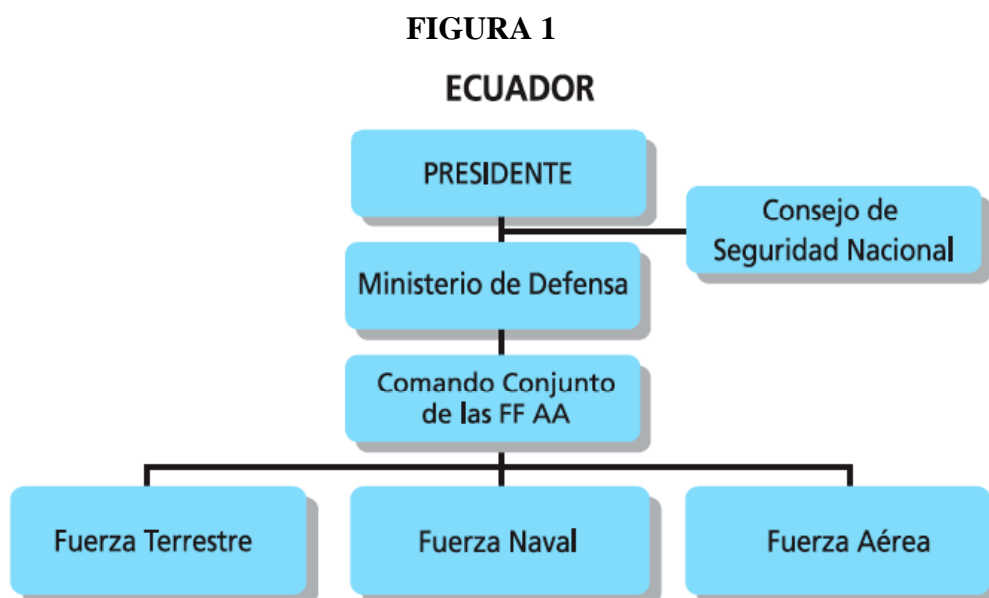 FIGURA 1
ECUADOR
PRESIDENTE
Consejo de
Seguridad Nacional
Ministerio de Defensa
Comando Conjunto
de las FF AA
Fuerza Terrestre
Fuerza Naval
Fuerza Aérea